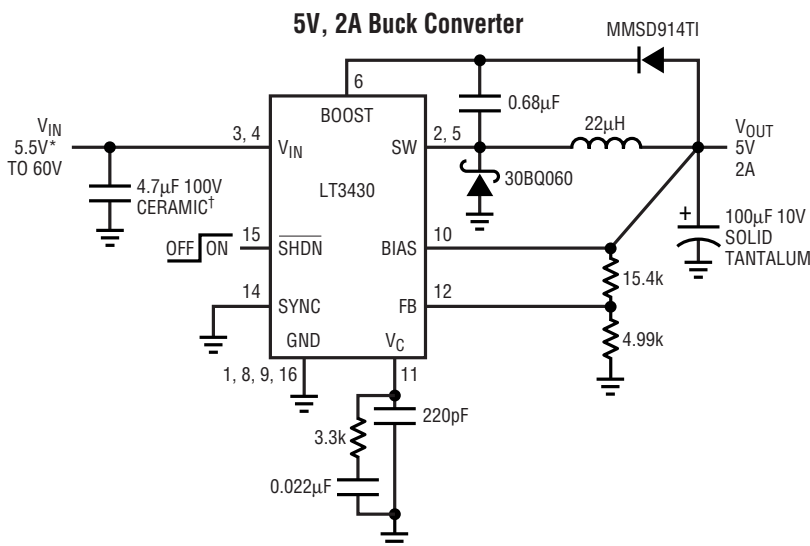 5V, 2A Buck Converter
MMSD914TI
6
BOOST
0.68µF
V_IN
5.5V*
TO 60V
3, 4
V_IN
2, 5
SW
22µH
V_OUT
5V
2A
4.7µF 100V
CERAMIC†
LT3430
30BQ060
+
100µF 10V
SOLID
TANTALUM
OFF ON
15
SHDN
BIAS
10
15.4k
14
SYNC
FB
12
4.99k
GND
V_C
1, 8, 9, 16
11
3.3k
220pF
0.022µF